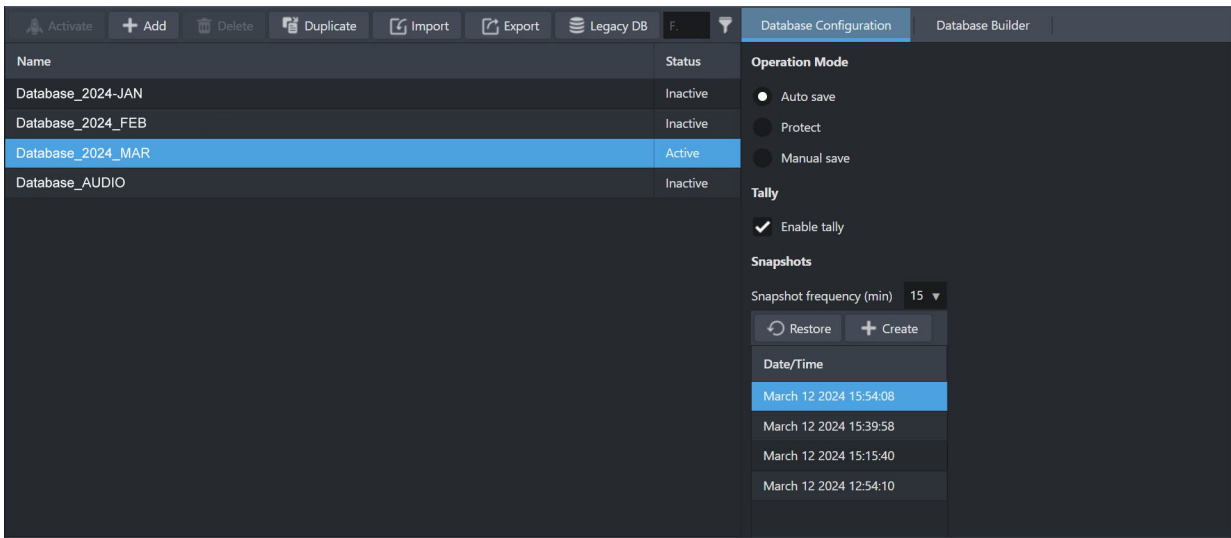 Activate Add Delete Duplicate Import Export Legacy DB F. Database Configuration Database Builder
Name Status
Database_2024-JAN Inactive
Database_2024_FEB Inactive
Database_2024_MAR Active
Database_AUDIO Inactive
Operation Mode
Auto save
Protect
Manual save
Tally
Enable tally
Snapshots
Snapshot frequency (min) 15
Restore Create
Date/Time
March 12 2024 15:54:08
March 12 2024 15:39:58
March 12 2024 15:15:40
March 12 2024 12:54:10